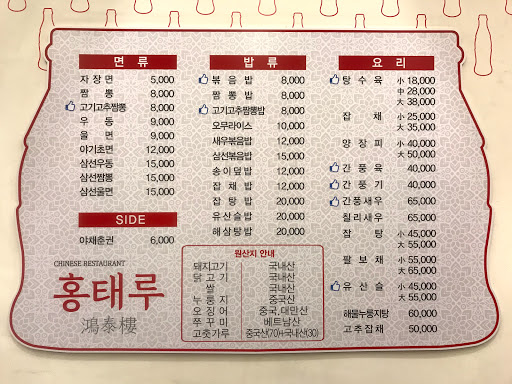 면 류
자 장 면 5,000
짬 뽕 8,000
고기고추짬뽕 8,000
우 동 9,000
울 면 9,000
야기초면 12,000
삼선우동 15,000
삼선짬뽕 15,000
삼선울면 15,000
SIDE
야채춘권 6,000
CHINESE RESTAURANT
홍태루
鴻泰樓
밥 류
볶 음 밥 8,000
짬 뽕 밥 8,000
고기고추짬뽕밥 8,000
오무라이스 10,000
새우볶음밥 12,000
삼선볶음밥 15,000
송 이 덮 밥 12,000
잡 채 밥 12,000
잡 탕 밥 20,000
유 산 슬 밥 20,000
해 삼 탕 밥 20,000
원산지 안내
돼지고기 국내산
닭 고 기 국내산
쌀 국내산
누 룽 지 중국산
오 징 어 중국,대만산
쭈 꾸 미 베트남산
고춧가루 중국산(70)+국내산(30)
요 리
탕 수 육 小 18,000
中 28,000
大 38,000
잡 채 小 25,000
大 35,000
양 장 피 小 40,000
大 50,000
깐 풍 육 40,000
깐 풍 기 40,000
깐풍새우 65,000
칠리새우 65,000
잡 탕 小 45,000
大 55,000
팔 보 채 小 55,000
大 65,000
유 산 슬 小 45,000
大 55,000
해물누룽지탕 60,000
고추잡채 50,000